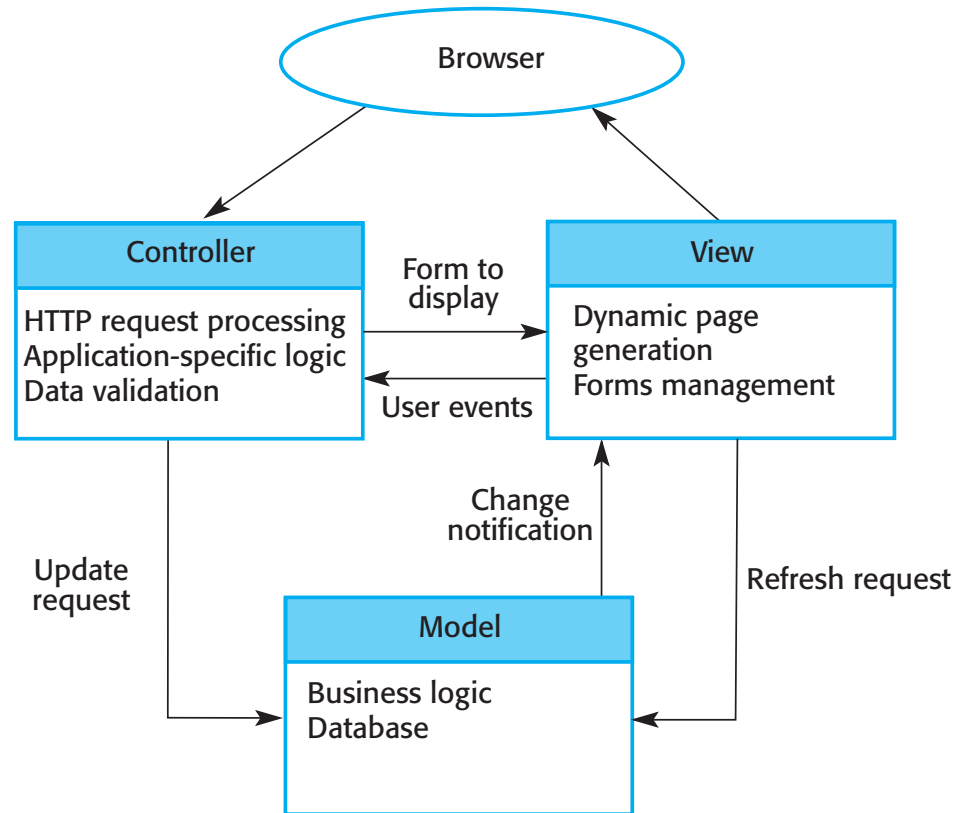 Browser
Controller
HTTP request processing
Application-specific logic
Data validation
Form to
display
User events
View
Dynamic page
generation
Forms management
Update
request
Change
notification
Refresh request
Model
Business logic
Database